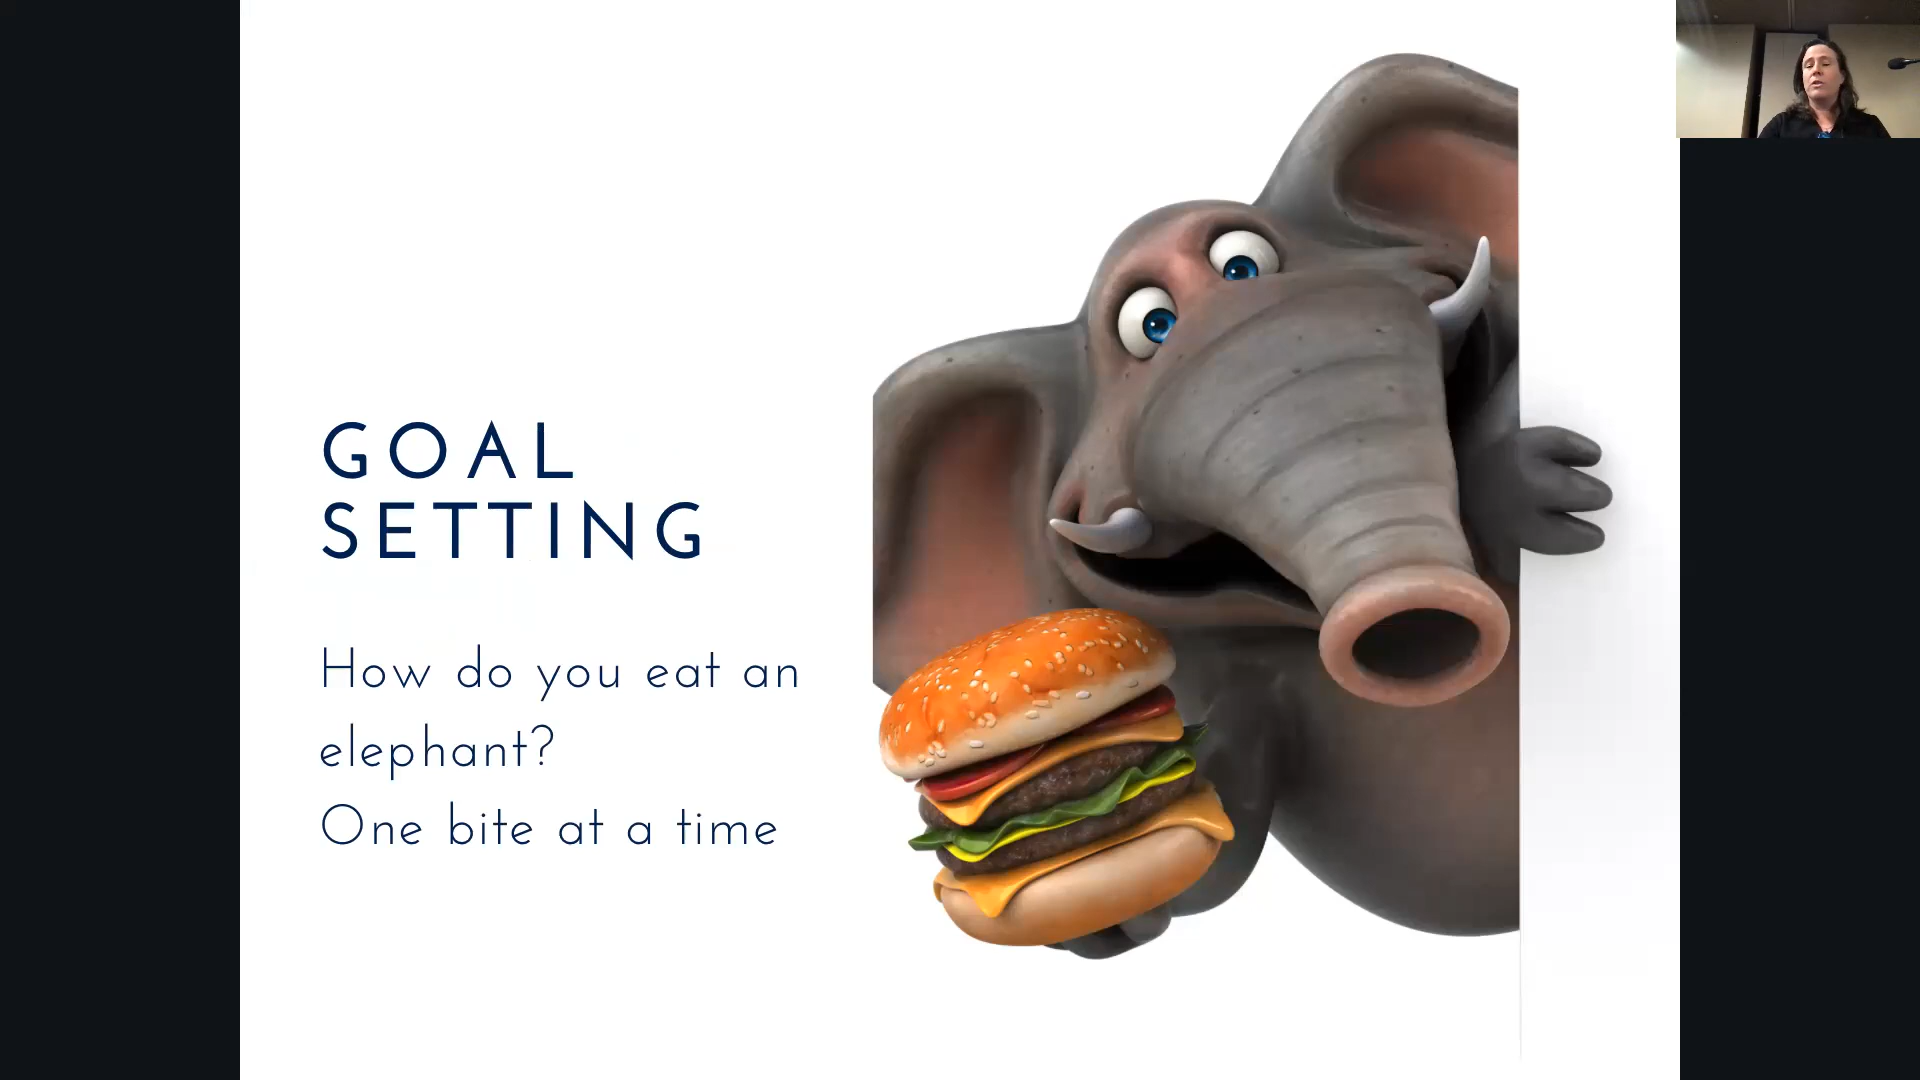 GOAL
SETTING
How do you eat an
elephant?
One bite at a time